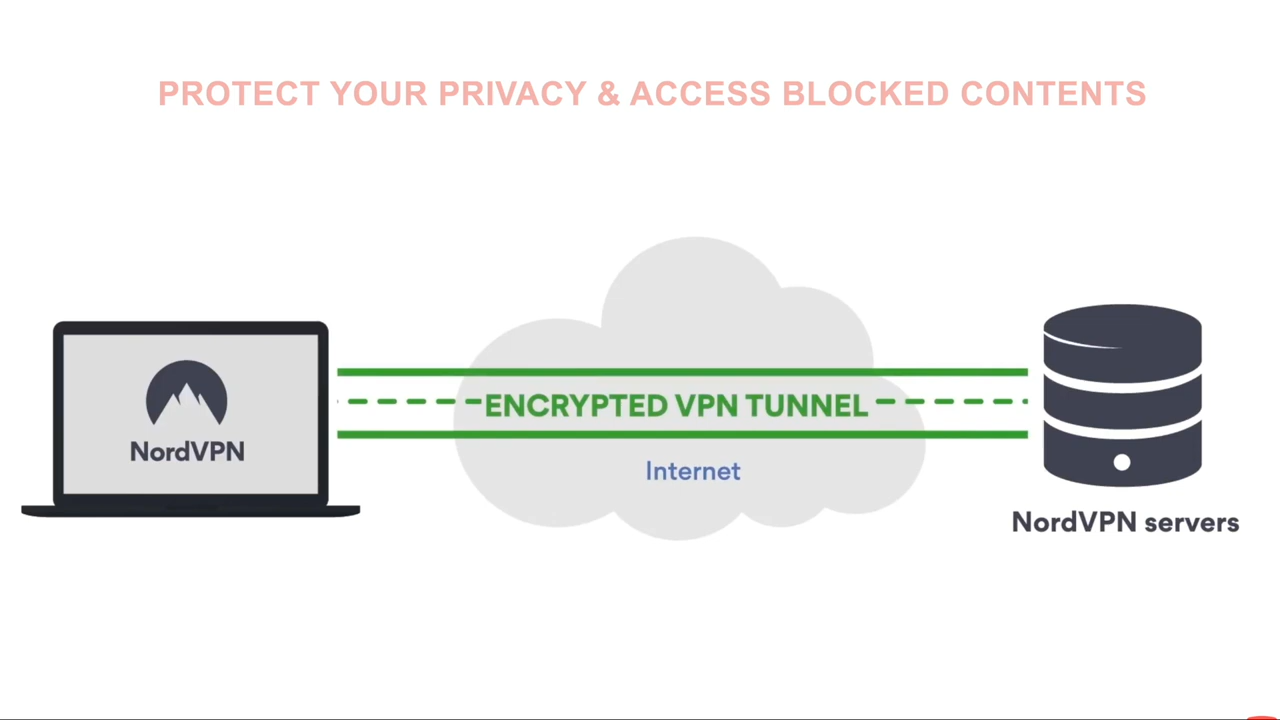 PROTECT YOUR PRIVACY & ACCESS BLOCKED CONTENTS
ENCRYPTED VPN TUNNEL
NordVPN
Internet
NordVPN servers